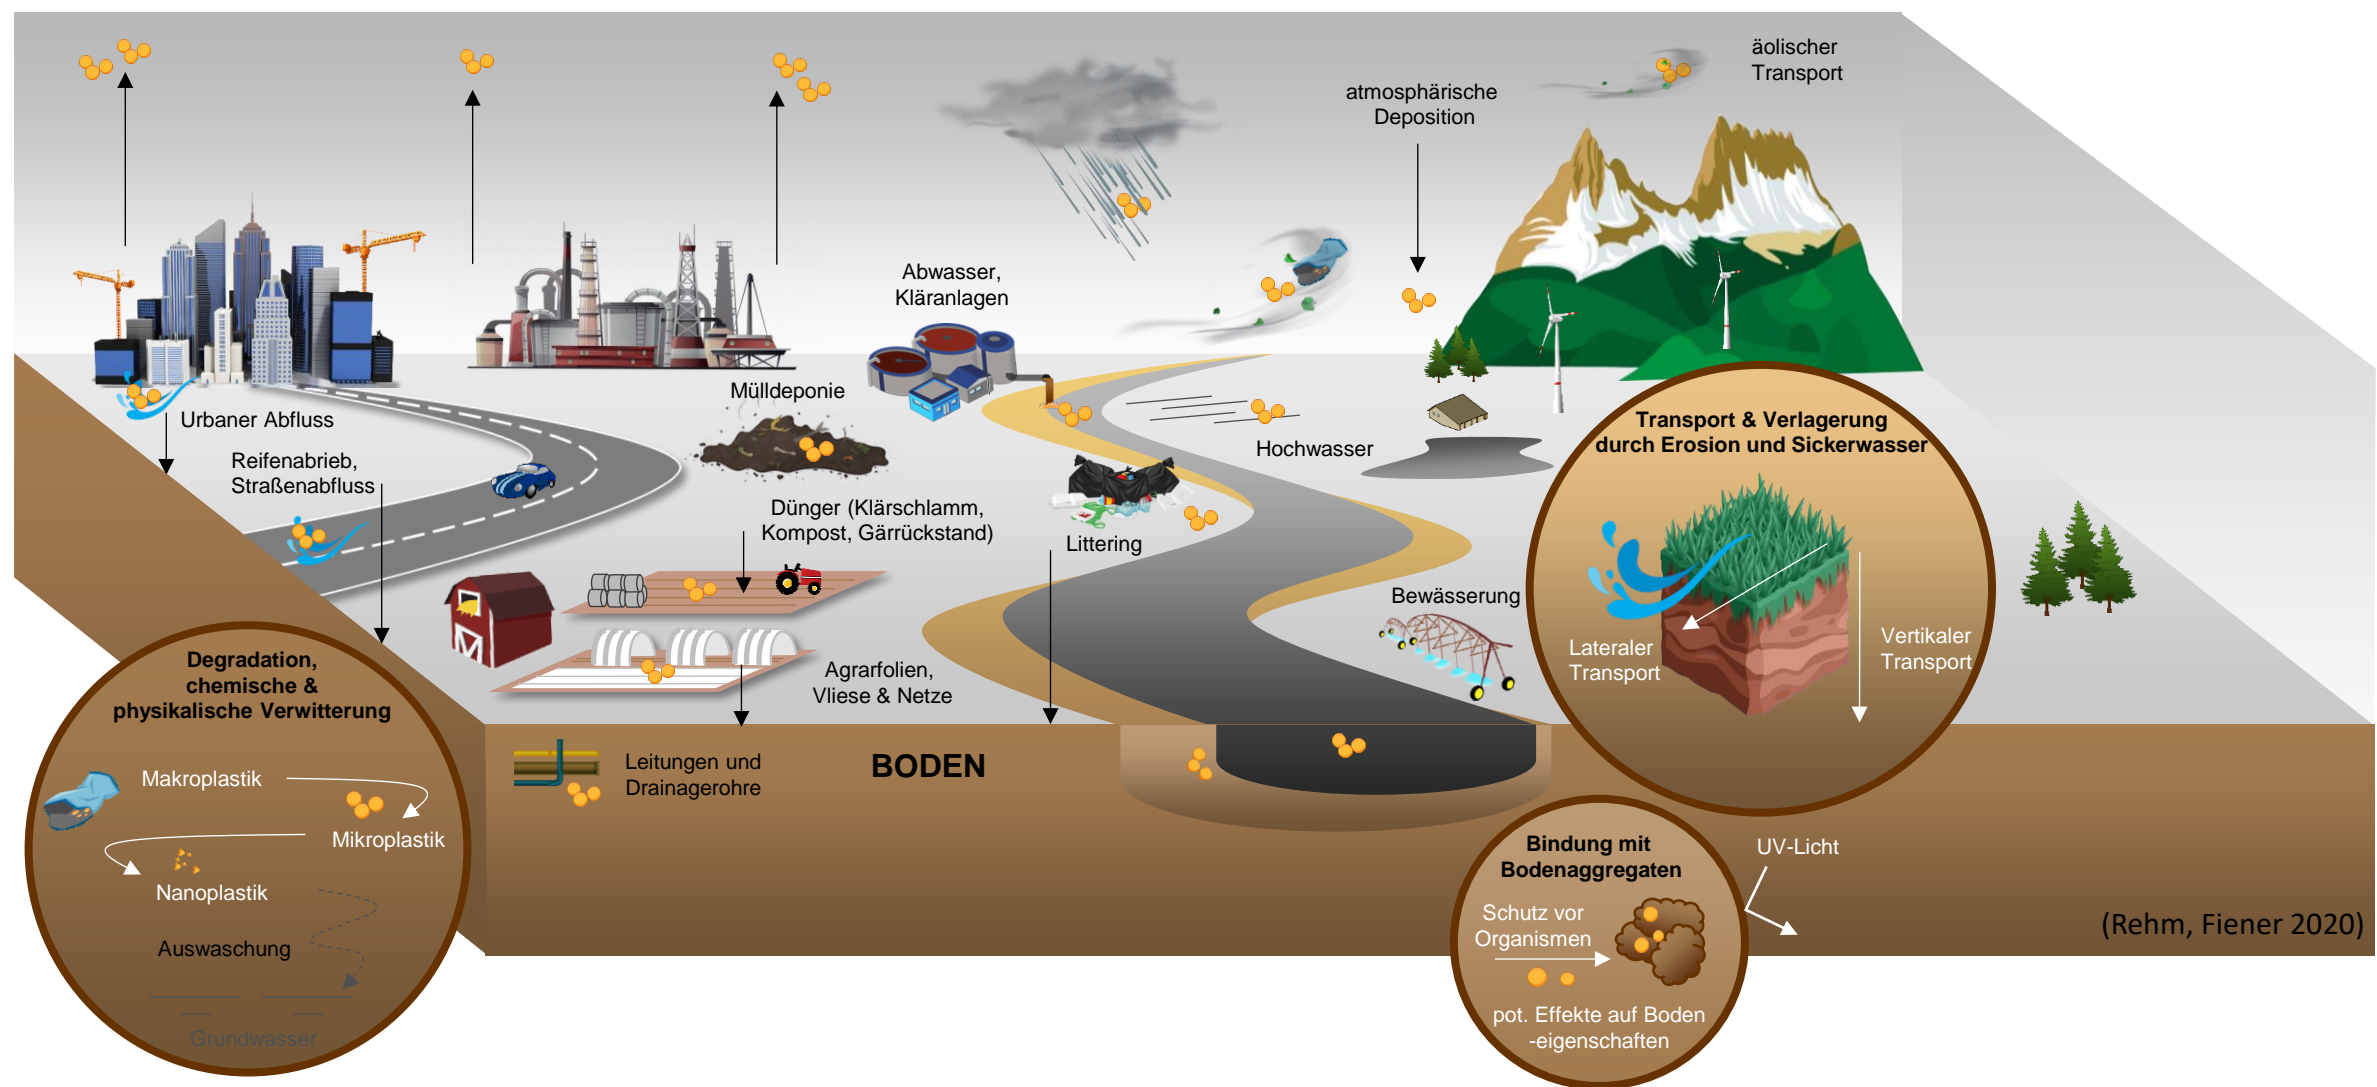 äolischer
Transport
atmosphärische
Deposition
Abwasser,
Kläranlagen
Mülldeponie
Urbaner Abfluss
Reifenabrieb,
Straßenabfluss
Hochwasser
Dünger (Klärschlamm,
Kompost, Gärrückstand)
Littering
Bewässerung
Agrarfolien,
Vliese & Netze
Transport & Verlagerung
durch Erosion und Sickerwasser
Lateraler
Transport
Vertikaler
Transport
Degradation,
chemische &
physikalische Verwitterung
Makroplastik
Mikroplastik
Nanoplastik
Auswaschung
Grundwasser
Leitungen und
Drainagerohre
BODEN
Bindung mit
Bodenaggregaten
Schutz vor
Organismen
pot. Effekte auf Boden
-eigenschaften
UV-Licht
(Rehm, Fiener 2020)